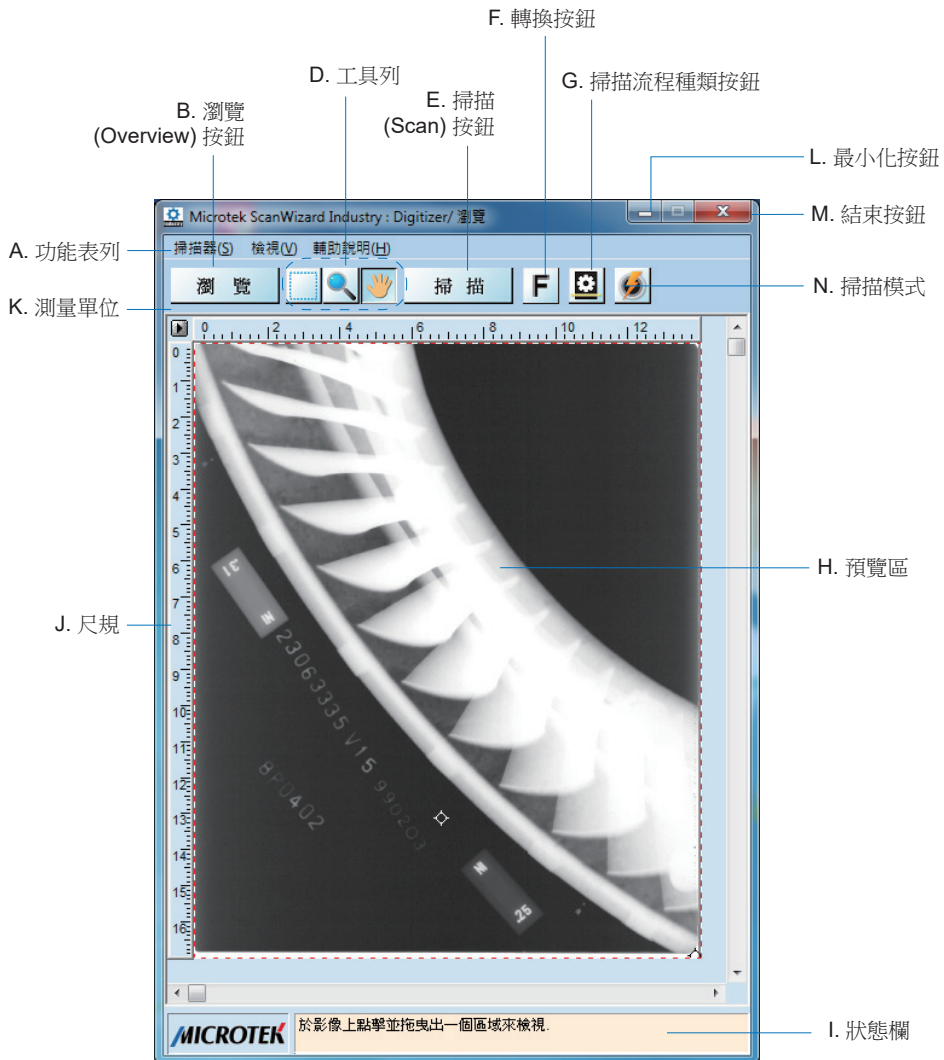 F. 轉換按鈕
D. 工具列
G. 掃描流程種類按鈕
E. 掃描
(Scan) 按鈕
B. 瀏覽
(Overview) 按鈕
L. 最小化按鈕
Microtek ScanWizard Industry : Digitizer/ 瀏覽
M. 結束按鈕
A. 功能表列
掃描器(S) 檢視(V) 輔助說明(H)
瀏 覽
掃 描
F
N. 掃描模式
K. 測量單位
0 2 4 6 8 10 12
0
1
2
3
4
5
6
7
8
9
10
11
12
13
14
15
16
H. 預覽區
J. 尺規
31
IN
23063335 V15 990203
8P0402
N
25
MICROTEK
於影像上點擊並拖曳出一個區域來檢視.
I. 狀態欄